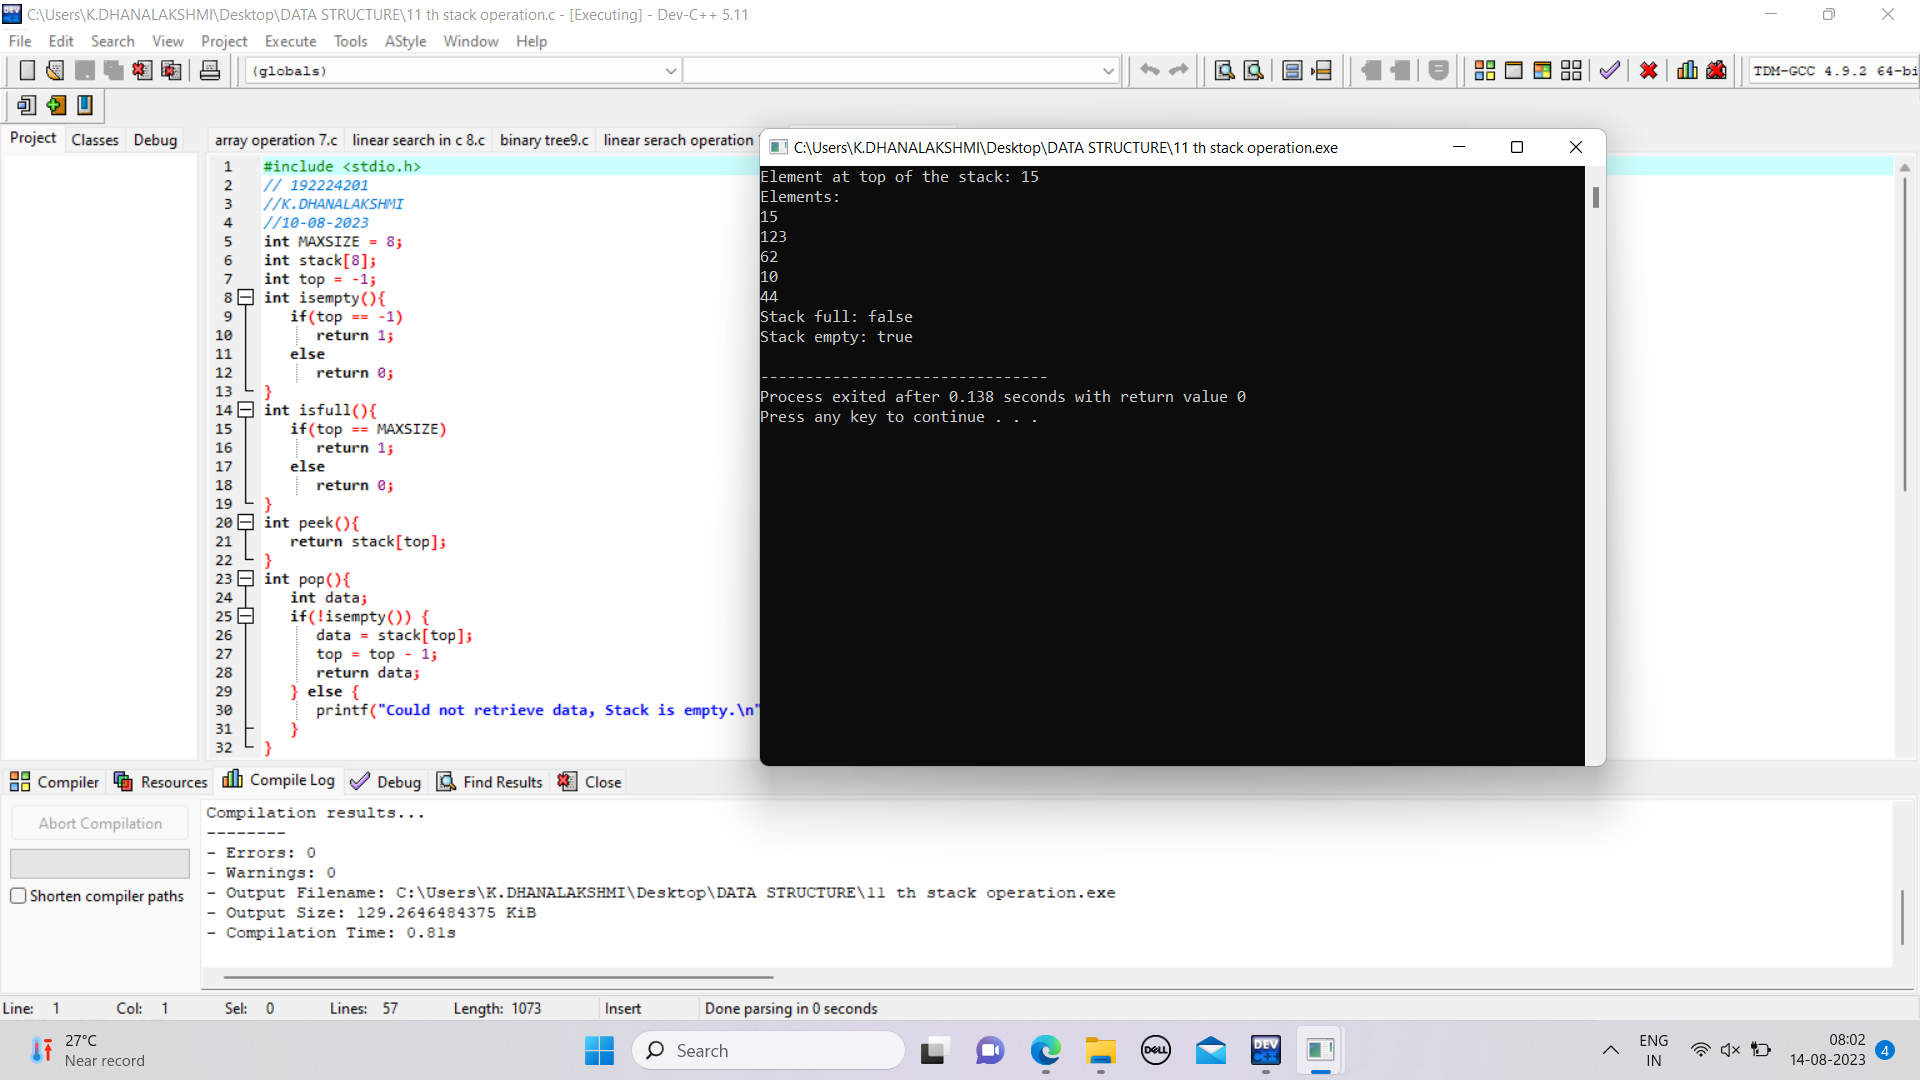 C:\Users\K.DHANALAKSHMI\Desktop\DATA STRUCTURE\11 th stack operation.c - [Executing] - Dev-C++ 5.11
File Edit Search View Project Execute Tools AStyle Window Help
(globals)
TDM-GCC 4.9.2 64-bi
Project Classes Debug
array operation 7.c linear search in c 8.c binary tree9.c linear serach operation
1 #include <stdio.h>
2 // 192224201
3 //K.DHANALAKSHMI
4 //10-08-2023
5 int MAXSIZE = 8;
6 int stack[8];
7 int top = -1;
8 int isempty(){
9 if(top == -1)
10 return 1;
11 else
12 return 0;
13 }
14 int isfull(){
15 if(top == MAXSIZE)
16 return 1;
17 else
18 return 0;
19 }
20 int peek(){
21 return stack[top];
22 }
23 int pop(){
24 int data;
25 if(!isempty()) {
26 data = stack[top];
27 top = top - 1;
28 return data;
29 } else {
30 printf("Could not retrieve data, Stack is empty.\n"
31 }
32 }
C:\Users\K.DHANALAKSHMI\Desktop\DATA STRUCTURE\11 th stack operation.exe
Element at top of the stack: 15
Elements:
15
123
62
10
44
Stack full: false
Stack empty: true
--------------------------------
Process exited after 0.138 seconds with return value 0
Press any key to continue . . .
Compiler Resources Compile Log Debug Find Results Close
Abort Compilation
Shorten compiler paths
Compilation results...
--------
- Errors: 0
- Warnings: 0
- Output Filename: C:\Users\K.DHANALAKSHMI\Desktop\DATA STRUCTURE\11 th stack operation.exe
- Output Size: 129.2646484375 KiB
- Compilation Time: 0.81s
Line: 1 Col: 1 Sel: 0 Lines: 57 Length: 1073 Insert Done parsing in 0 seconds
27°C
Near record
Search
DELL
DEV
C++
ENG
IN
08:02
14-08-2023
4